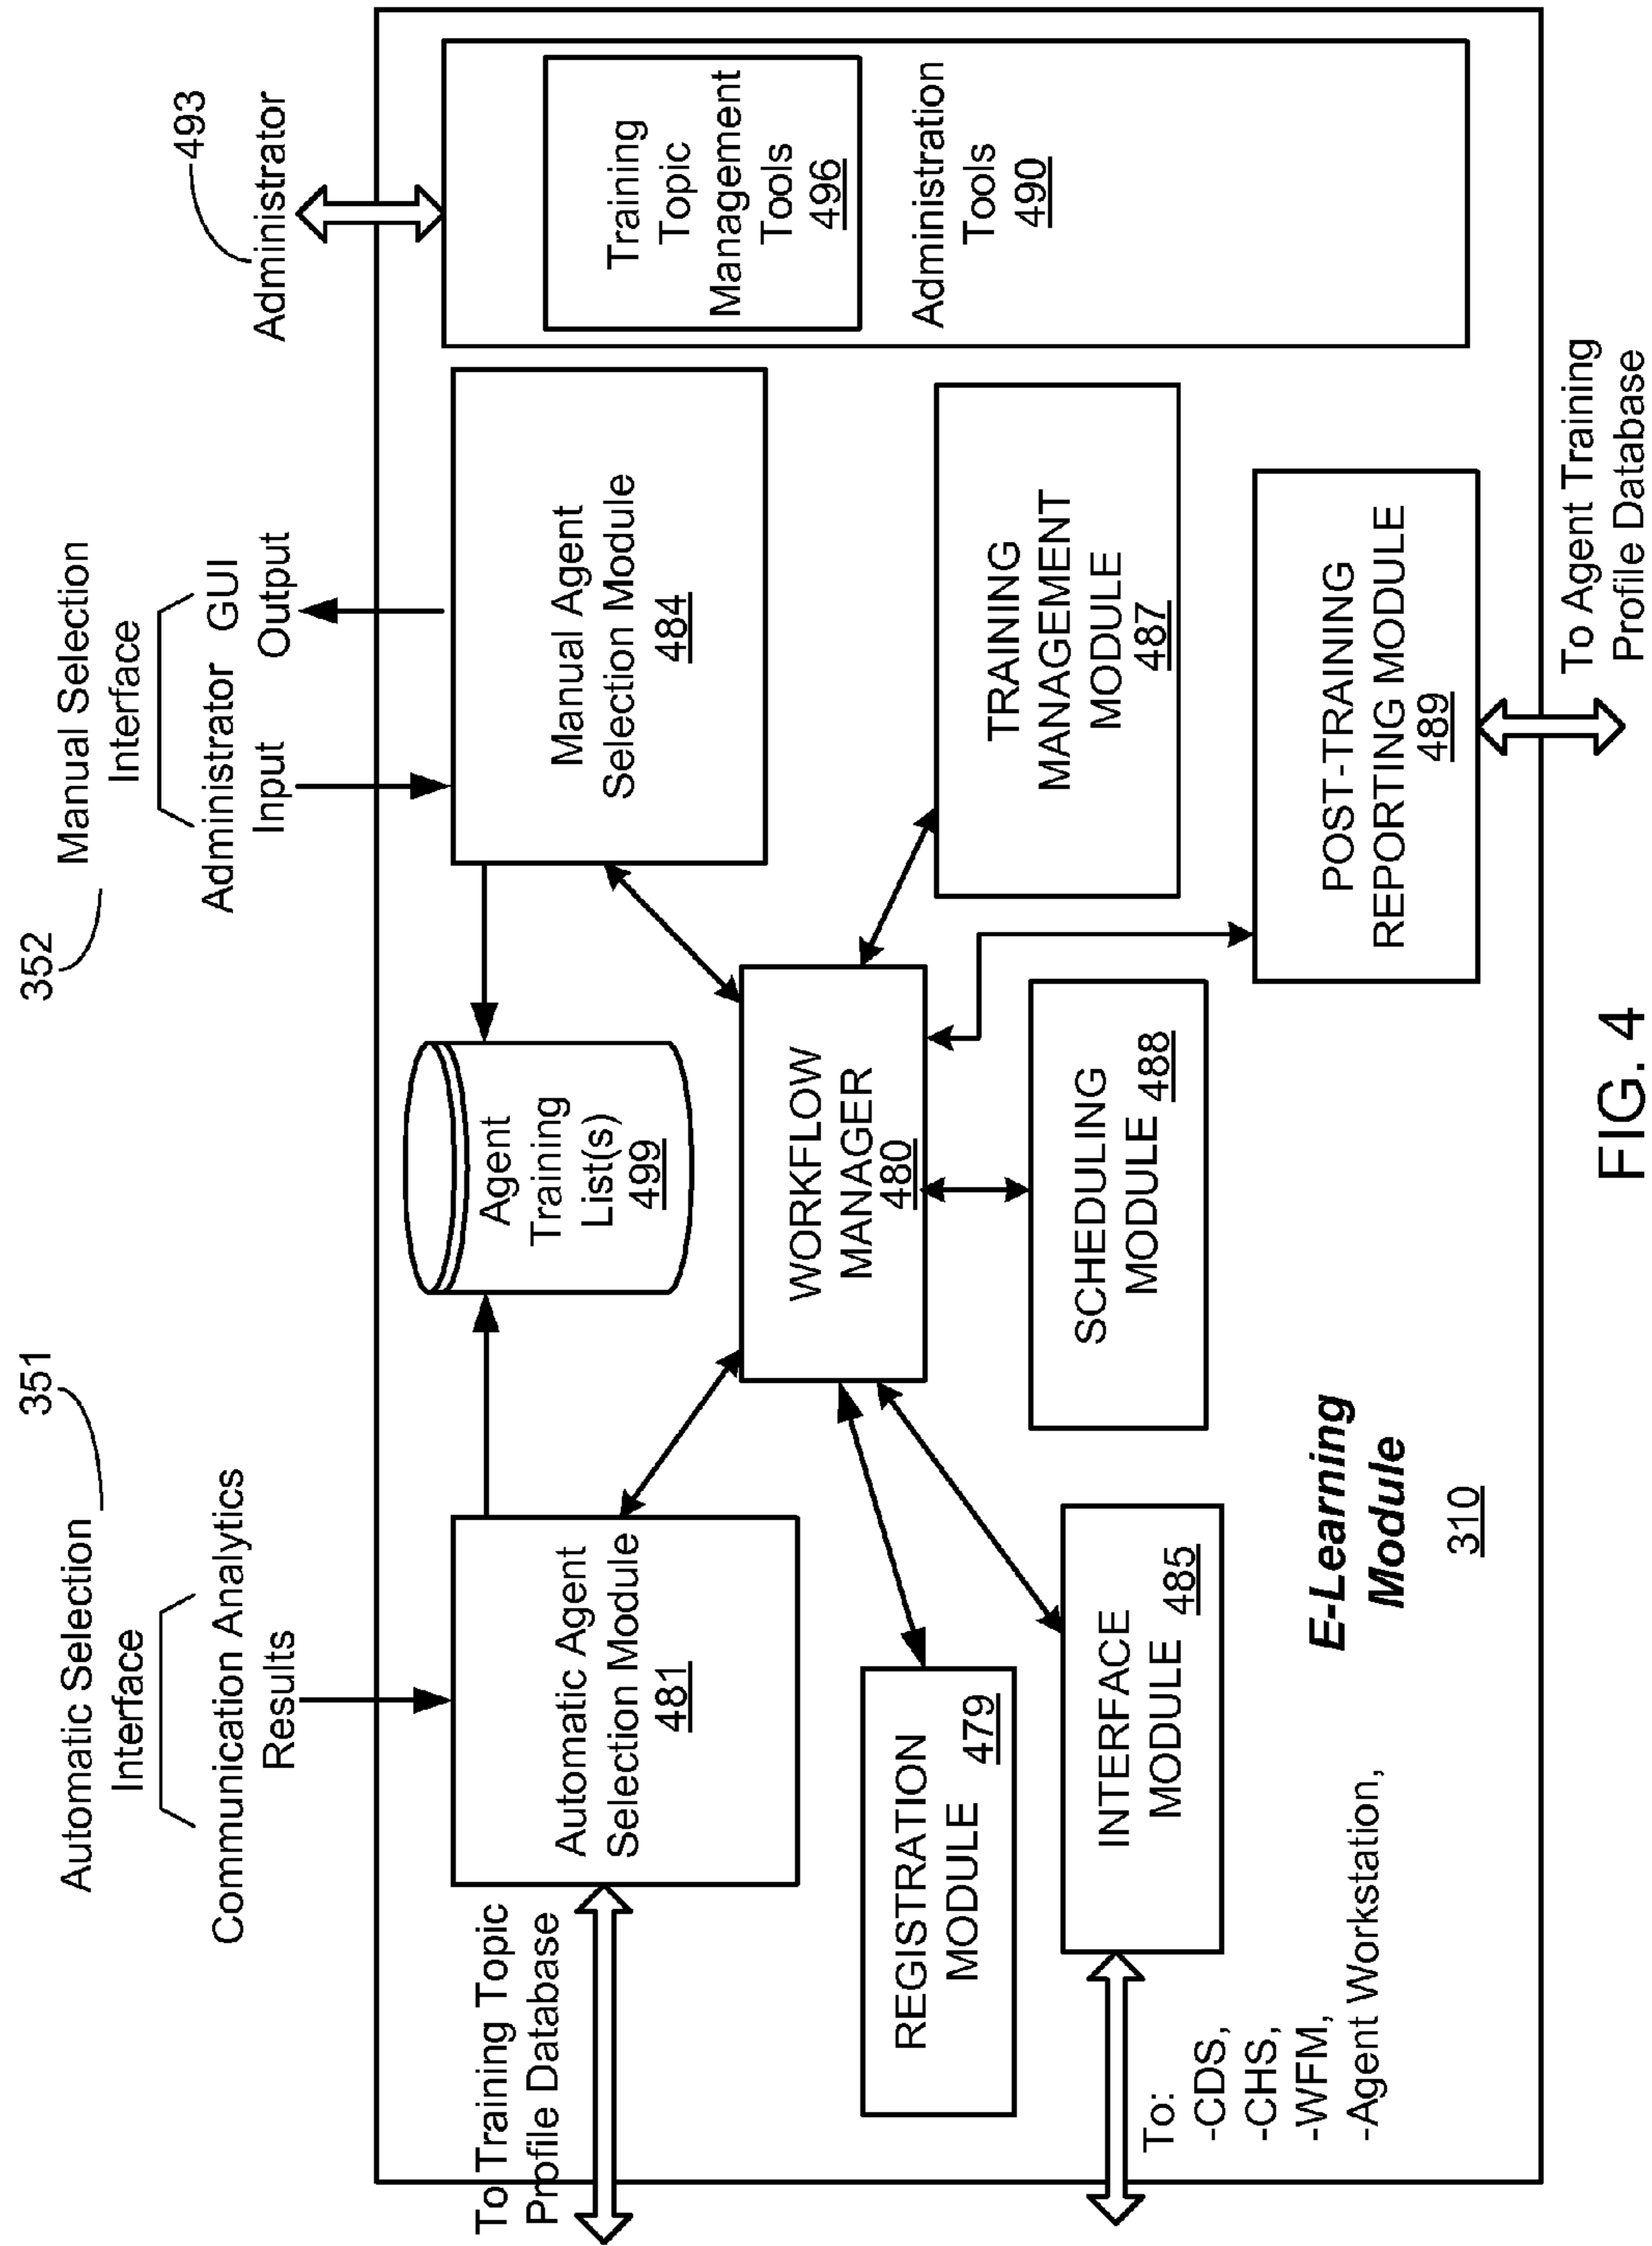 351
Automatic Selection
Interface
Communication Analytics
Results
352
Manual Selection
Interface
Administrator
Input
GUI
Output
493
Administrator
To Training Topic
Profile Database
Automatic Agent
Selection Module
481
Agent
Training
List(s)
499
Manual Agent
Selection Module
484
Training
Topic
Management
Tools
496
Administration
Tools
490
WORKFLOW
MANAGER
480
REGISTRATION
MODULE 479
INTERFACE
MODULE 485
SCHEDULING
MODULE 488
TRAINING
MANAGEMENT
MODULE
487
POST-TRAINING
REPORTING MODULE
489
To:
-CDS,
-CHS,
-WFM,
-Agent Workstation,
E-Learning
Module
310
To Agent Training
Profile Database
FIG. 4